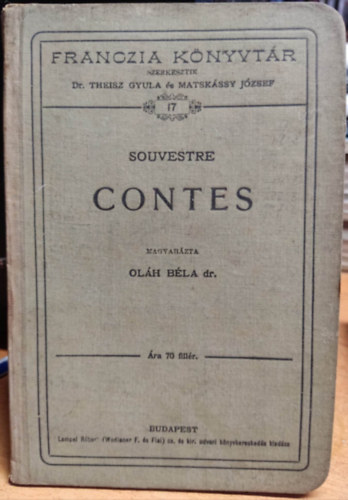 FRANCZIA KÖNYVTÁR
SZERKESZTIK
Dr. THEISZ GYULA és MATSKÁSSY JÓZSEF
17
SOUVESTRE
CONTES
MAGYARÁZTA
OLÁH BÉLA dr.
Ára 70 fillér.
BUDAPEST
Lampel Róbert (Wodianer F. és Fiai) cs. és kir. udvari könyvkereskedés kiadása